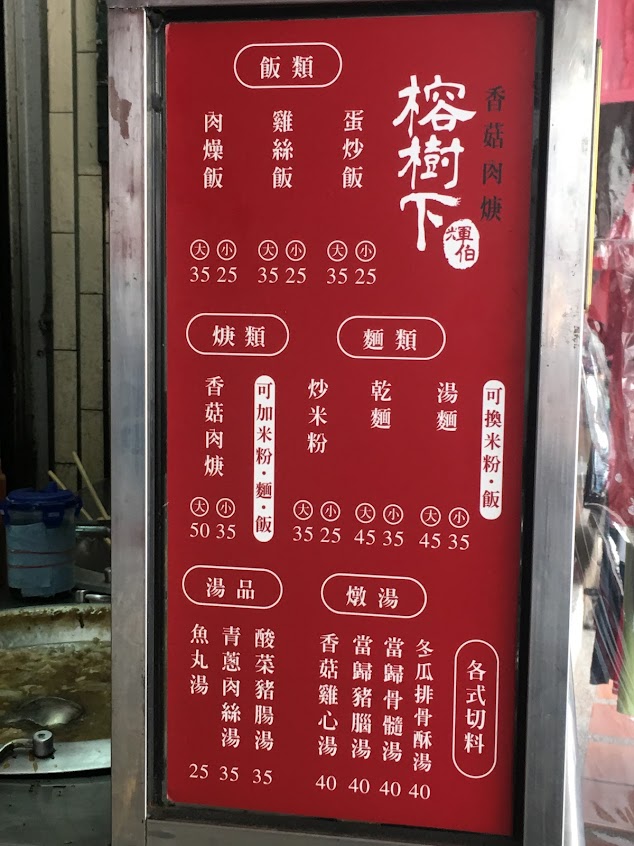 香菇肉焿
榕樹下
輝伯
飯類
蛋炒飯
大 小
35 25
雞絲飯
大 小
35 25
肉燥飯
大 小
35 25
麵類
可換米粉・飯
湯麵
大 小
45 35
乾麵
大 小
45 35
炒米粉
大 小
35 25
焿類
可加米粉・麵・飯
香菇肉焿
大 小
50 35
各式切料
燉湯
冬瓜排骨酥湯 40
當歸骨髓湯 40
當歸豬腦湯 40
香菇雞心湯 40
湯品
酸菜豬腸湯 35
青蔥肉絲湯 35
魚丸湯 25